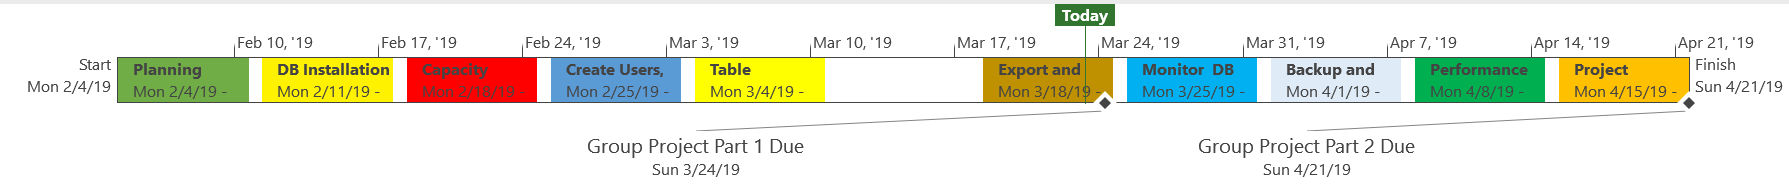 Today
Feb 10, '19
Feb 17, '19
Feb 24, '19
Mar 3, '19
Mar 10, '19
Mar 17, '19
Mar 24, '19
Mar 31, '19
Apr 7, '19
Apr 14, '19
Apr 21, '19
Start
Mon 2/4/19
Planning
Mon 2/4/19 -
DB Installation
Mon 2/11/19 -
Capacity
Mon 2/18/19 -
Create Users,
Mon 2/25/19 -
Table
Mon 3/4/19 -
Export and
Mon 3/18/19 -
Monitor  DB
Mon 3/25/19 -
Backup and
Mon 4/1/19 -
Performance
Mon 4/8/19 -
Project
Mon 4/15/19 -
Finish
Sun 4/21/19
Group Project Part 1 Due
Sun 3/24/19
Group Project Part 2 Due
Sun 4/21/19